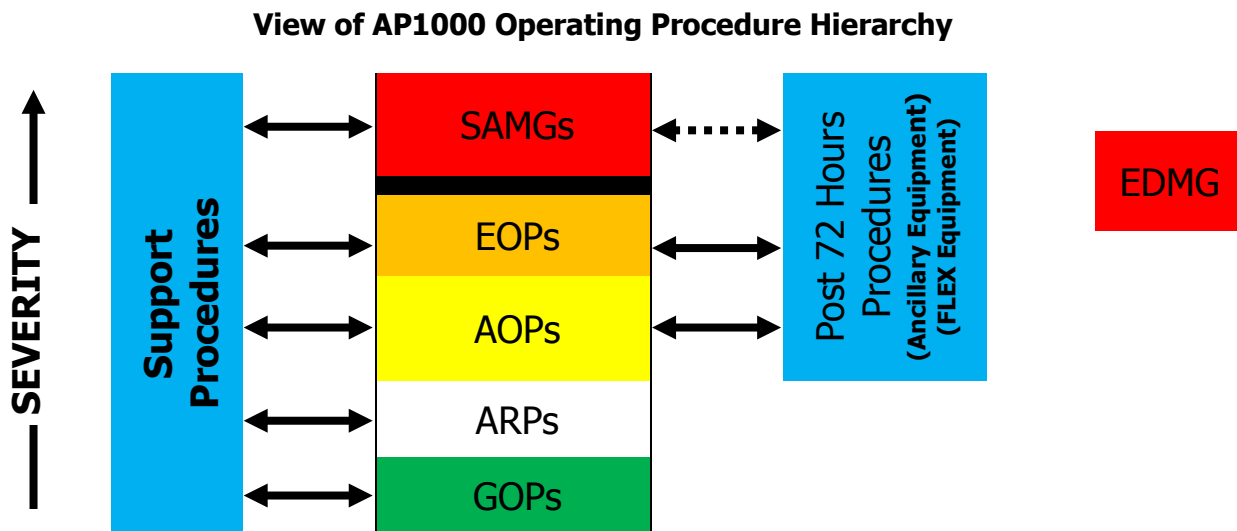 View of AP1000 Operating Procedure Hierarchy
SEVERITY
Support
Procedures
SAMGs
EOPs
AOPs
ARPs
GOPs
Post 72 Hours
Procedures
(Ancillary Equipment)
(FLEX Equipment)
EDMG